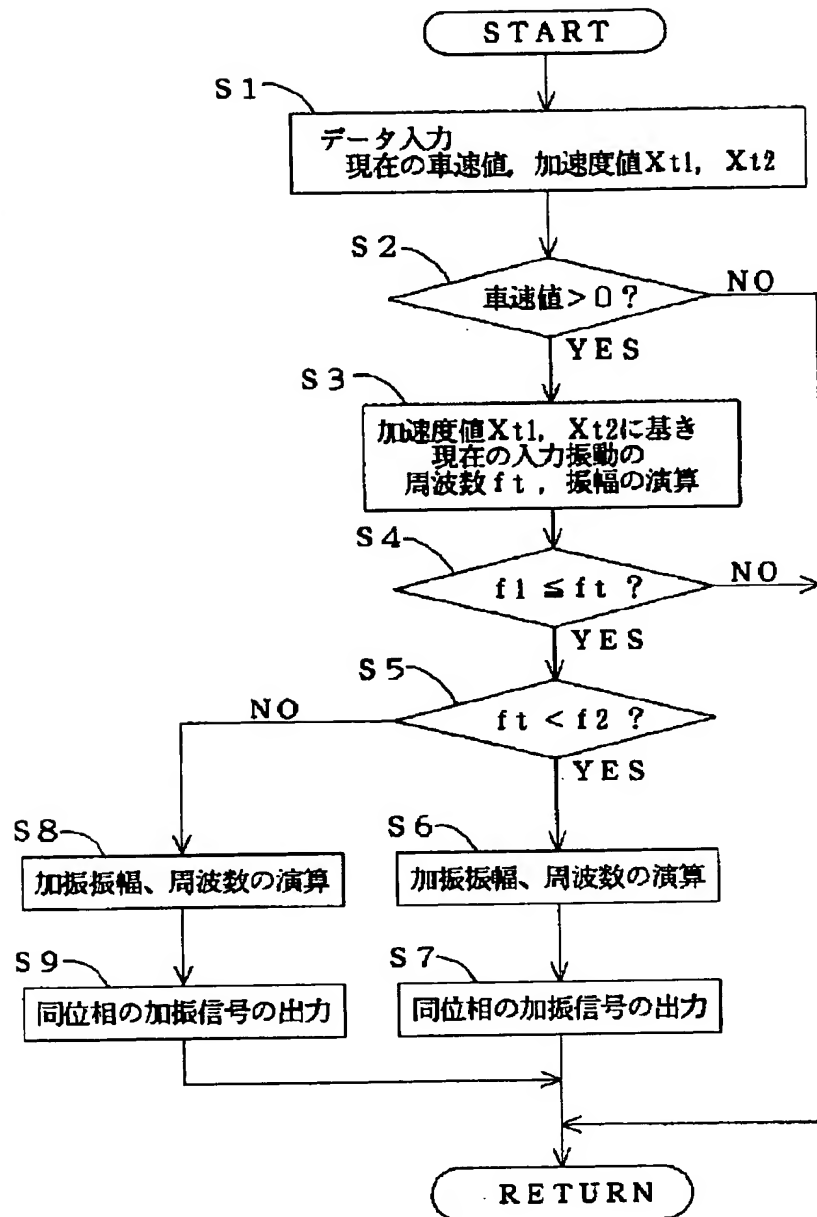 START
S1
データ入力
現在の車速値, 加速度値Xt1, Xt2
S2
車速値>0?
NO
YES
S3
加速度値Xt1, Xt2に基き
現在の入力振動の
周波数ft, 振幅の演算
S4
f1≦ft?
NO
YES
S5
ft<f2?
NO
YES
S8
加振振幅、周波数の演算
S6
加振振幅、周波数の演算
S9
同位相の加振信号の出力
S7
同位相の加振信号の出力
RETURN